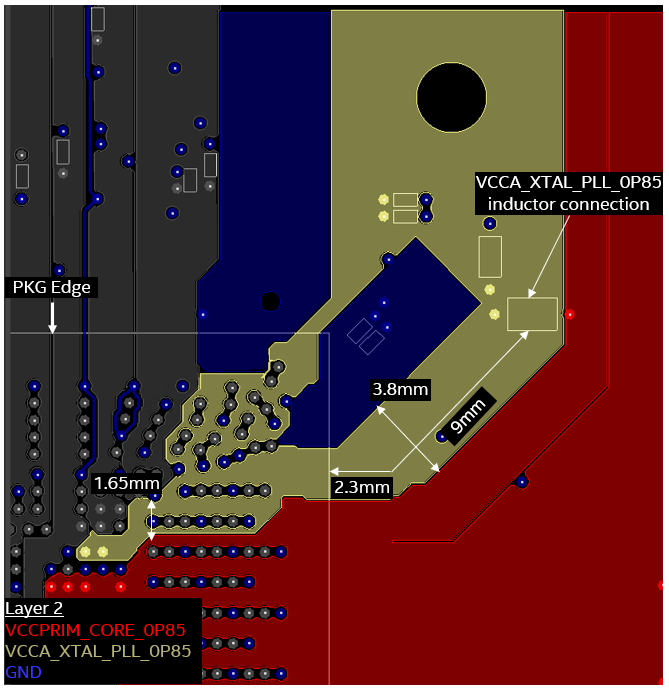 VCCA_XTAL_PLL_0P85
inductor connection
PKG Edge
3.8mm
9mm
1.65mm
2.3mm
Layer 2
VCCPRIM_CORE_0P85
VCCA_XTAL_PLL_0P85
GND